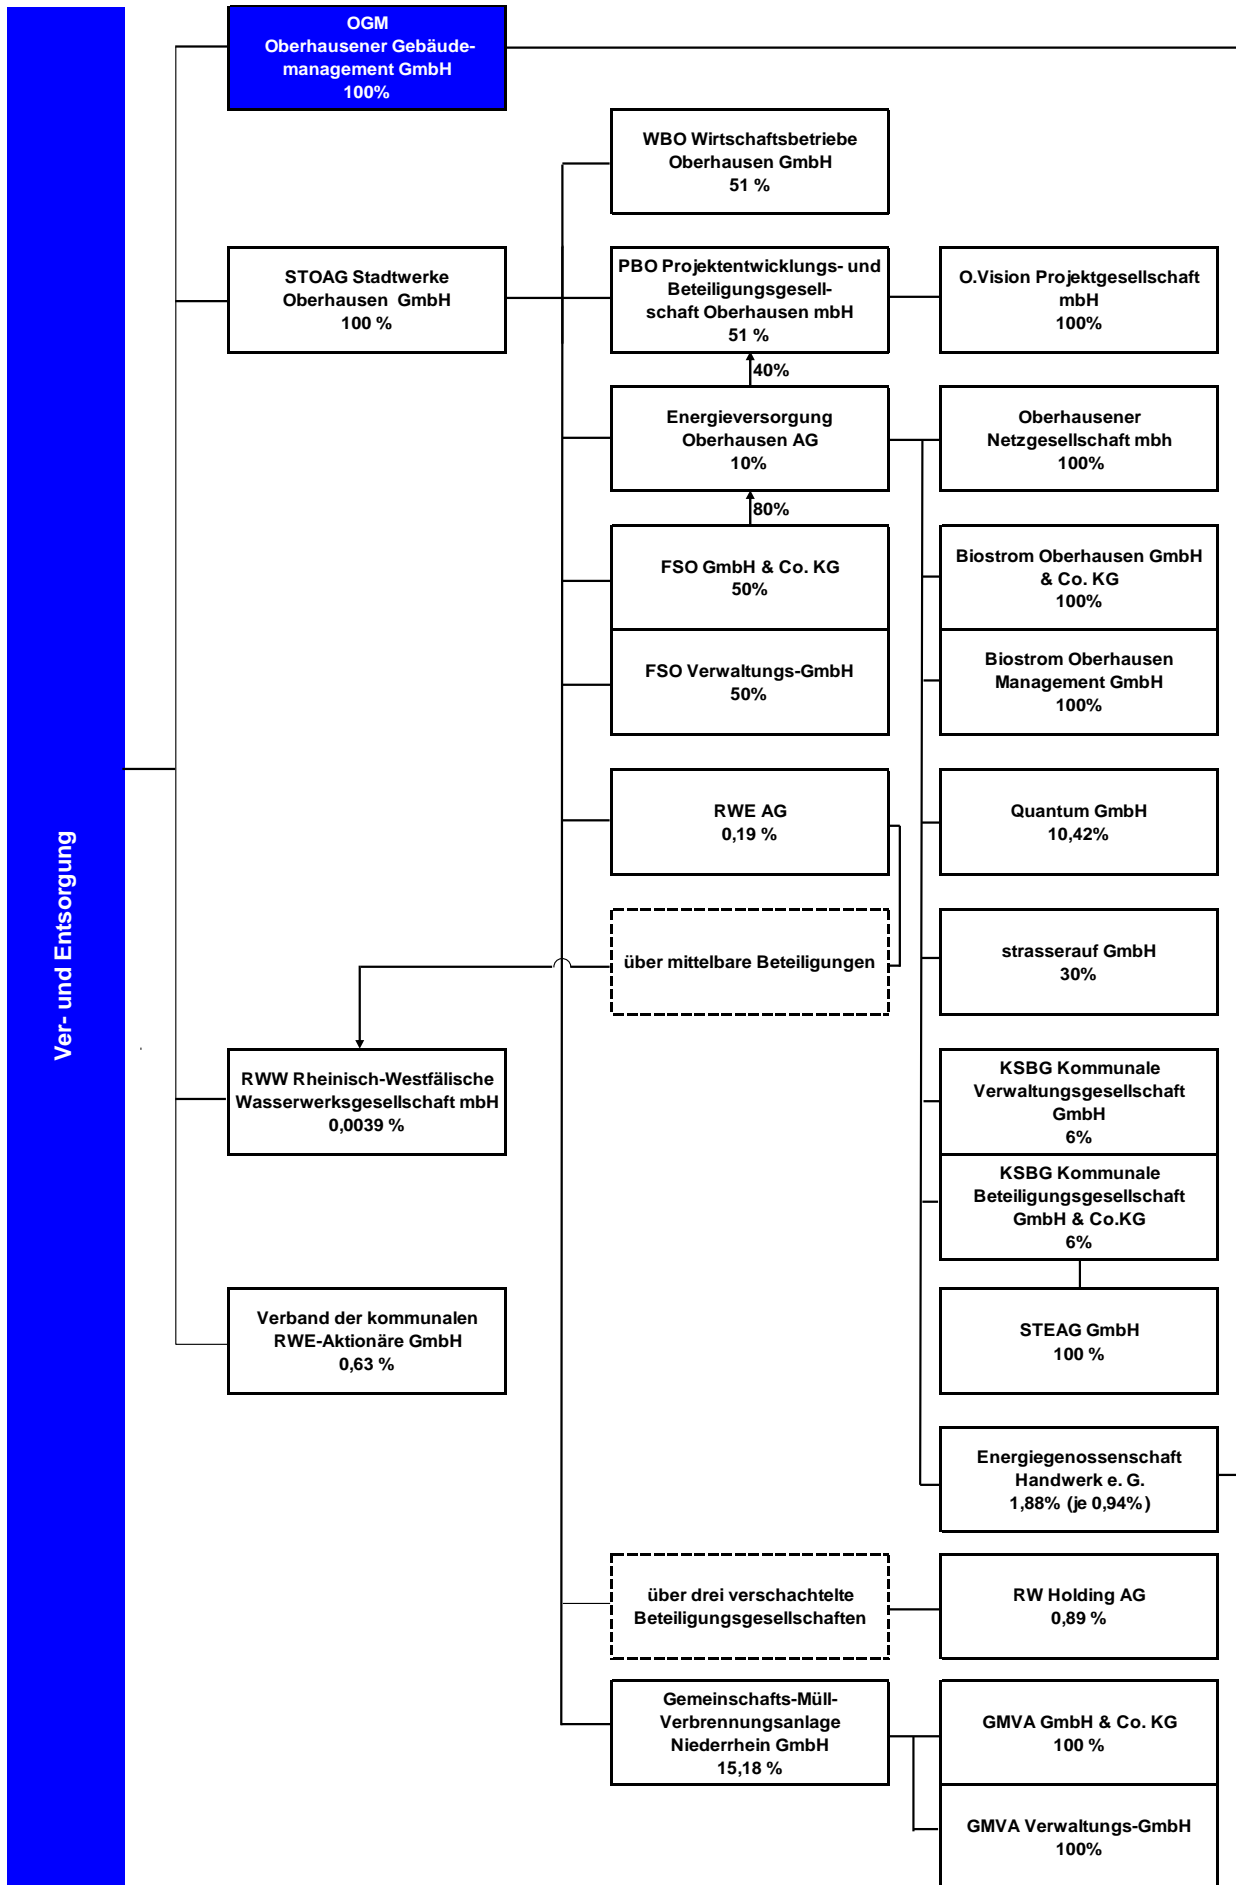 Ver- und Entsorgung
OGM
Oberhausener Gebäude-
management GmbH
100%
STOAG Stadtwerke
Oberhausen GmbH
100 %
RWW Rheinisch-Westfälische
Wasserwerksgesellschaft mbH
0,0039 %
Verband der kommunalen
RWE-Aktionäre GmbH
0,63 %
WBO Wirtschaftsbetriebe
Oberhausen GmbH
51 %
PBO Projektentwicklungs- und
Beteiligungsgesell-
schaft Oberhausen mbH
51 %
40%
Energieversorgung
Oberhausen AG
10%
80%
FSO GmbH & Co. KG
50%
FSO Verwaltungs-GmbH
50%
RWE AG
0,19 %
über mittelbare Beteiligungen
über drei verschachtelte
Beteiligungsgesellschaften
Gemeinschafts-Müll-
Verbrennungsanlage
Niederrhein GmbH
15,18 %
O.Vision Projektgesellschaft
mbH
100%
Oberhausener
Netzgesellschaft mbh
100%
Biostrom Oberhausen GmbH
& Co. KG
100%
Biostrom Oberhausen
Management GmbH
100%
Quantum GmbH
10,42%
strasserauf GmbH
30%
KSBG Kommunale
Verwaltungsgesellschaft
GmbH
6%
KSBG Kommunale
Beteiligungsgesellschaft
GmbH & Co.KG
6%
STEAG GmbH
100 %
Energiegenossenschaft
Handwerk e. G.
1,88% (je 0,94%)
RW Holding AG
0,89 %
GMVA GmbH & Co. KG
100 %
GMVA Verwaltungs-GmbH
100%